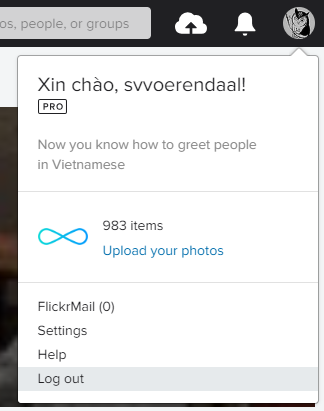 os, people, or groups
Xin chào, svvoerendaal!
PRO
Now you know how to greet people
in Vietnamese
983 items
Upload your photos
FlickrMail (0)
Settings
Help
Log out